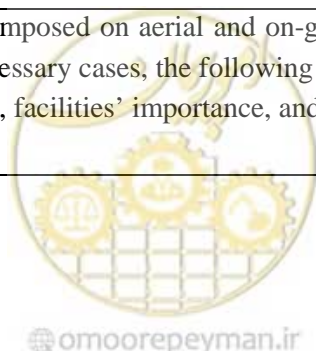 mposed on aerial and on-g
essary cases, the following
, facilities’ importance, and
@omoorepeyman.ir